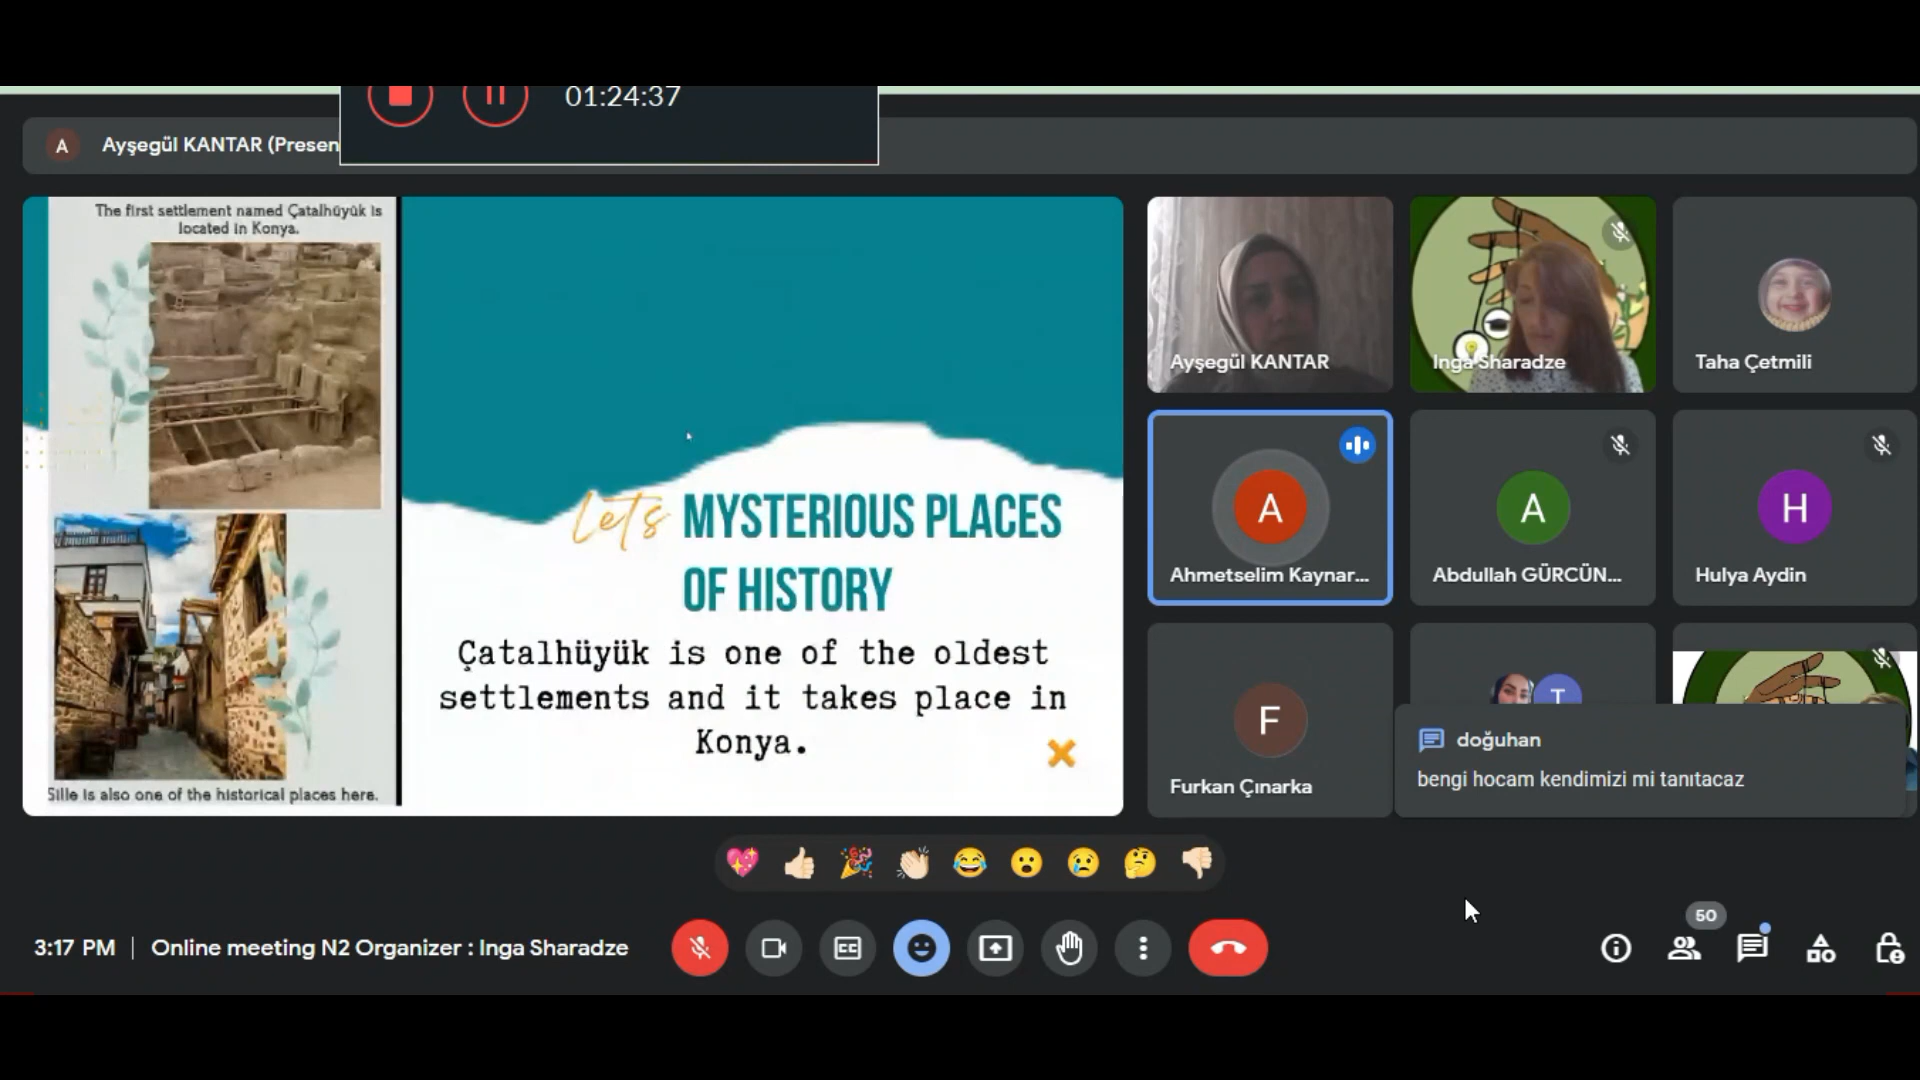 01:24:37
A
Ayşegül KANTAR (Presen
The first settlement named Çatalhüyük is
located in Konya.
Sille is also one of the historical places here.
Let's MYSTERIOUS PLACES
OF HISTORY
Çatalhüyük is one of the oldest
settlements and it takes place in
Konya.
Ayşegül KANTAR
Inga Sharadze
Taha Çetmili
A
Ahmetselim Kaynar...
A
Abdullah GÜRCÜN...
H
Hulya Aydin
F
Furkan Çınarka
T
doğuhan
bengi hocam kendimizi mi tanıtacaz
3:17 PM | Online meeting N2 Organizer : Inga Sharadze
CC
50